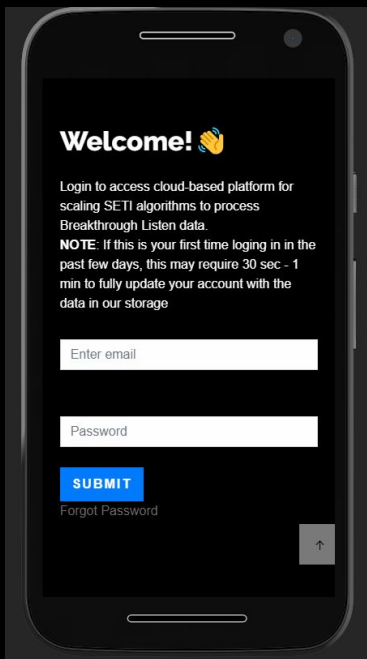 Welcome! 👋
Login to access cloud-based platform for
scaling SETI algorithms to process
Breakthrough Listen data.
NOTE: If this is your first time loging in in the
past few days, this may require 30 sec - 1
min to fully update your account with the
data in our storage
Enter email
Password
SUBMIT
Forgot Password